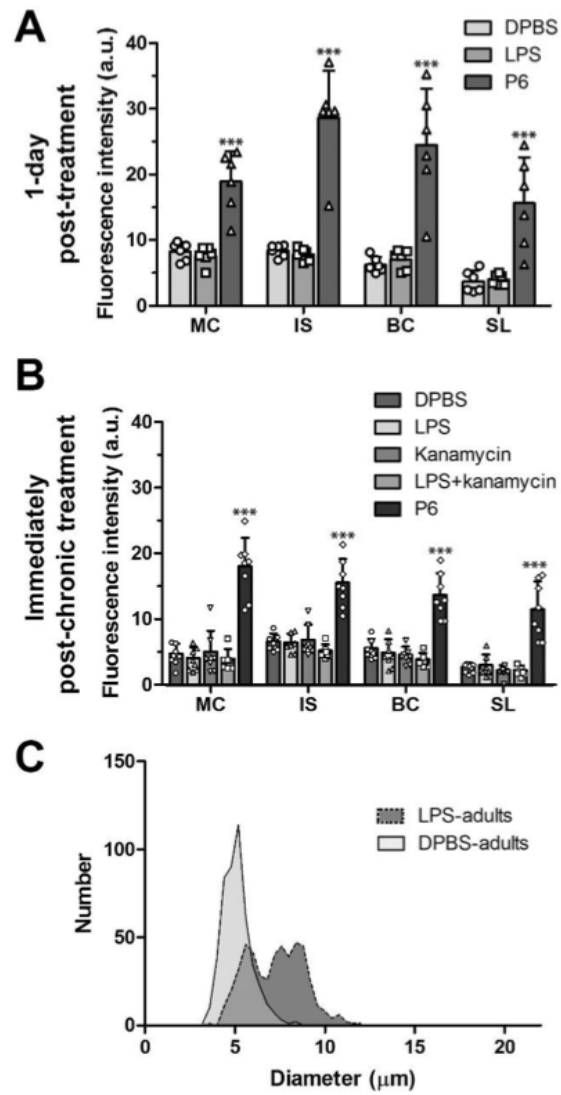 A
1-day
post-treatment
Fluorescence intensity (a.u.)
40
30
20
10
0
DPBS
LPS
P6
***
***
***
***
MC IS BC SL
B
Immediately
post-chronic treatment
Fluorescence intensity (a.u.)
40
30
20
10
0
DPBS
LPS
Kanamycin
LPS+kanamycin
P6
***
***
***
***
MC IS BC SL
C
Number
150
100
50
0
LPS-adults
DPBS-adults
0 5 10 15 20
Diameter (μm)